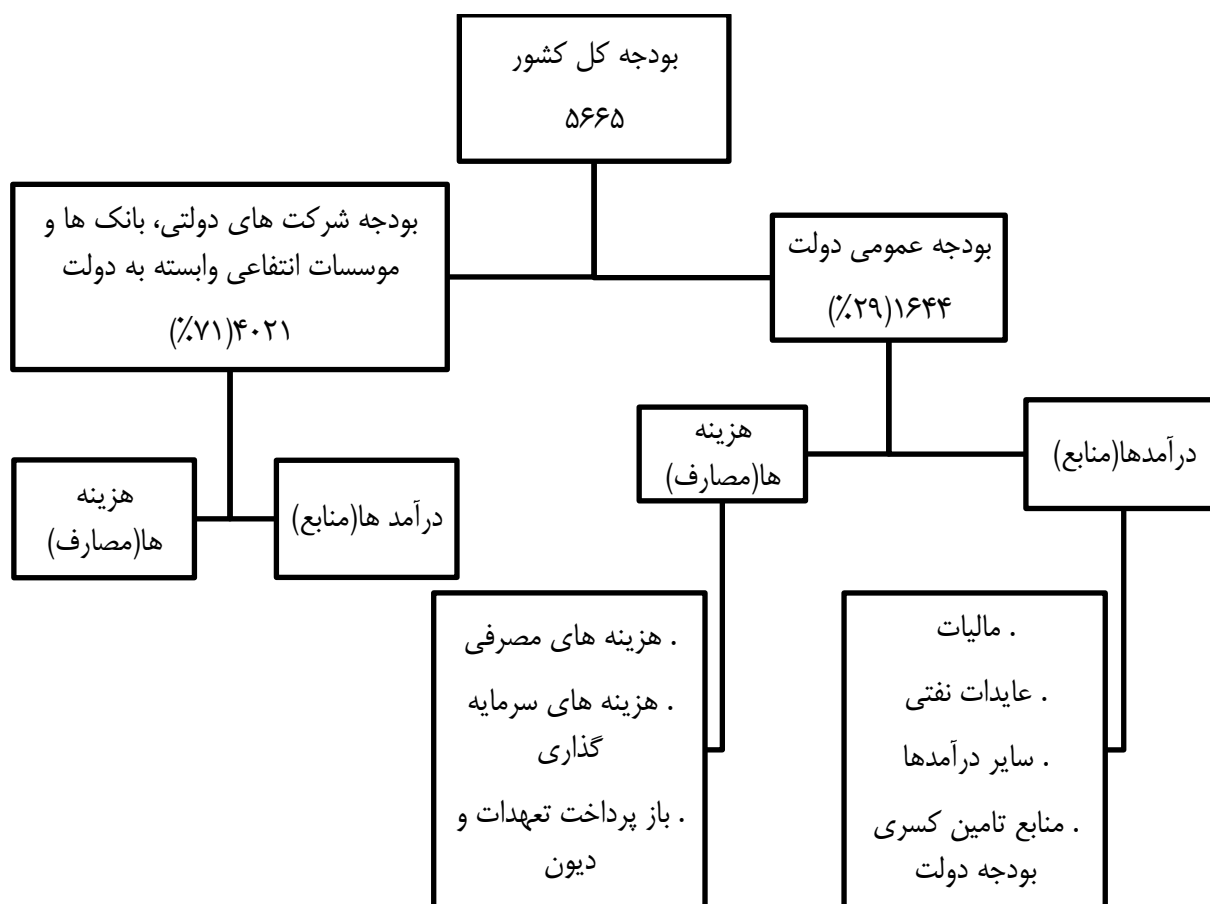 بودجه کل کشور
۵۶۶۵
بودجه عمومی دولت
۱۶۴۴(۲۹٪)
بودجه شرکت های دولتی، بانک ها و
موسسات انتفاعی وابسته به دولت
۴۰۲۱(۷۱٪)
درآمدها(منابع)
هزینه
ها(مصارف)
درآمد ها(منابع)
هزینه
ها(مصارف)
. مالیات
. عایدات نفتی
. سایر درآمدها
. منابع تامین کسری
بودجه دولت
. هزینه های مصرفی
. هزینه های سرمایه
گذاری
. باز پرداخت تعهدات و
دیون